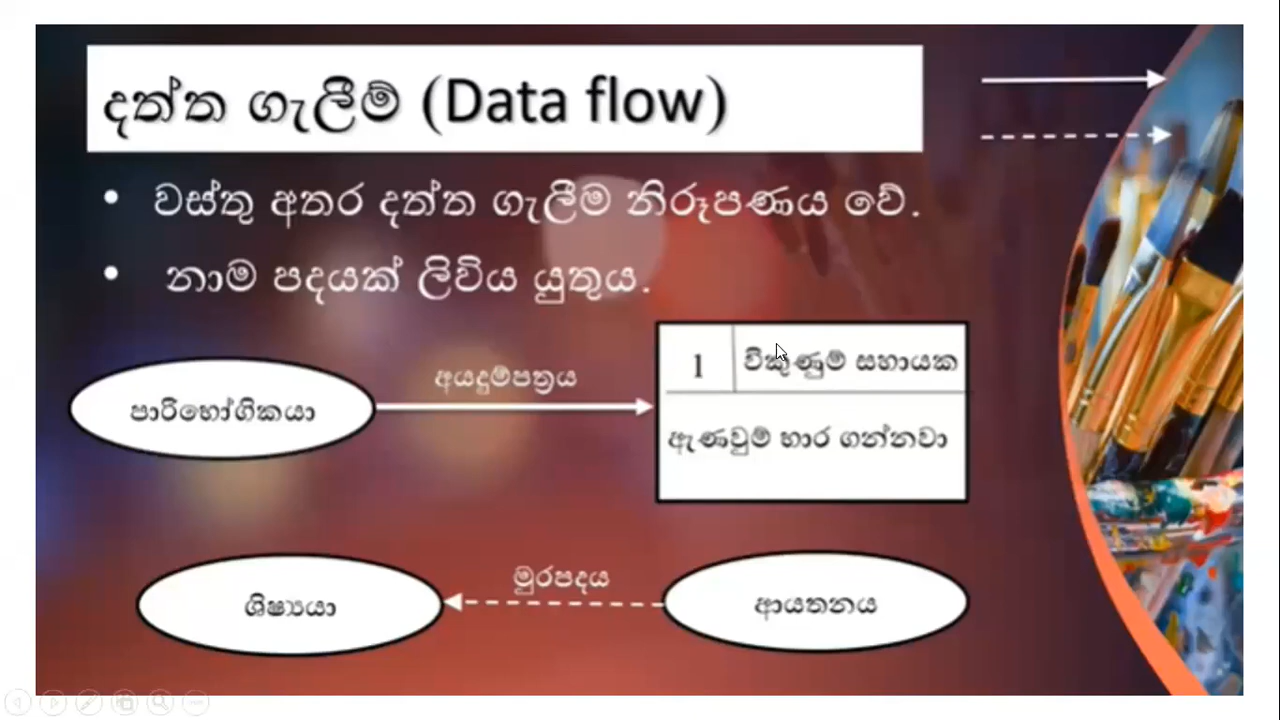 දත්ත ගැලීම් (Data flow)
• වස්තු අතර දත්ත ගැලීම නිරූපණය වේ.
• නාම පදයක් ලිවිය යුතුය.
1 විකුණුම් සහායක
අයදුම්පත්‍රය
පාරිභෝගිකයා
ඇණවුම් භාර ගන්නවා
මුරපදය
ශිෂ්‍යයා
ආයතනය